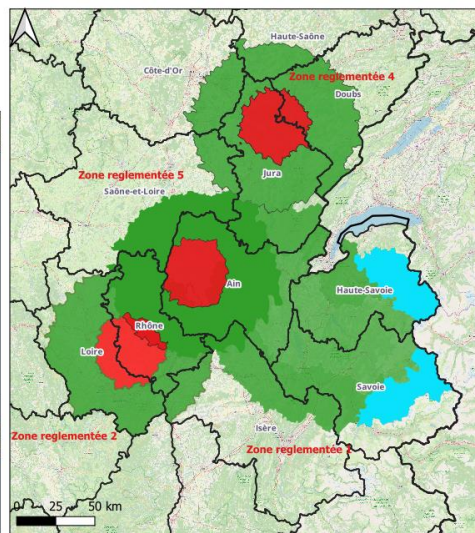 Haute-Saône
Côte-d'Or
Zone reglementée 4
Doubs
Jura
Zone reglementée 5
Saône-et-Loire
Ain
Haute-Savoie
Rhône
Loire
Savoie
Zone reglementée 2
Isère
Zone reglementée
0 25 50 km